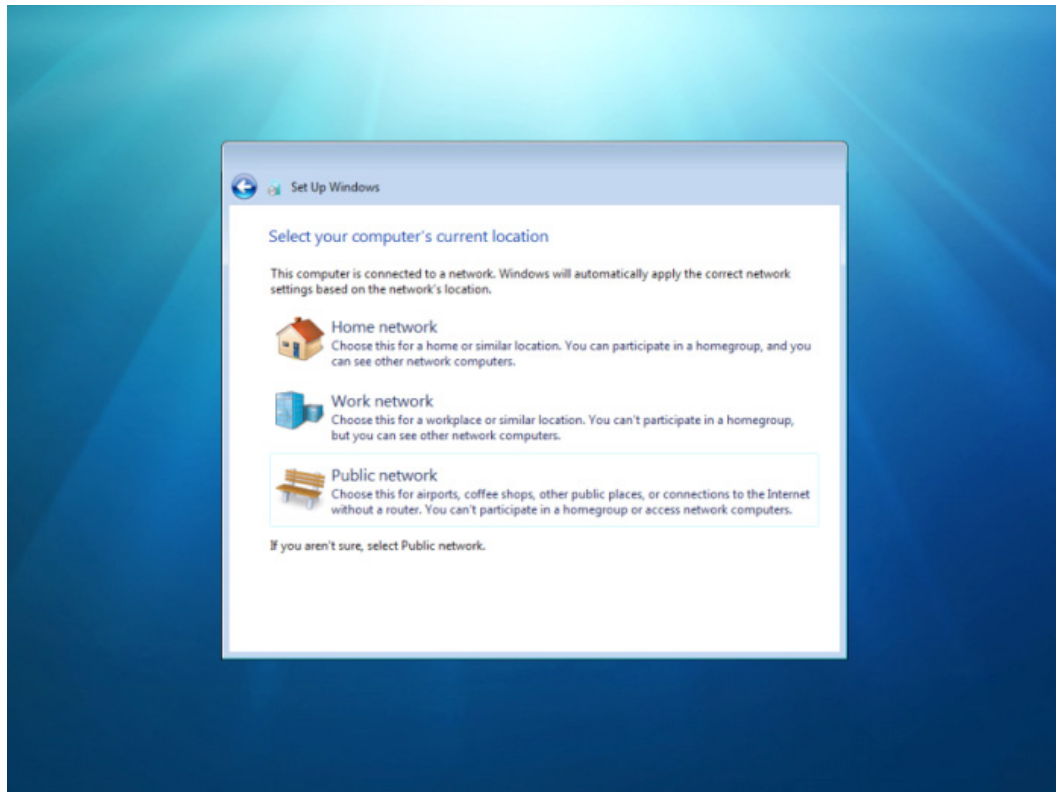 Set Up Windows
Select your computer's current location
This computer is connected to a network. Windows will automatically apply the correct network
settings based on the network's location.
Home network
Choose this for a home or similar location. You can participate in a homegroup, and you
can see other network computers.
Work network
Choose this for a workplace or similar location. You can't participate in a homegroup,
but you can see other network computers.
Public network
Choose this for airports, coffee shops, other public places, or connections to the Internet
without a router. You can't participate in a homegroup or access network computers.
If you aren't sure, select Public network.